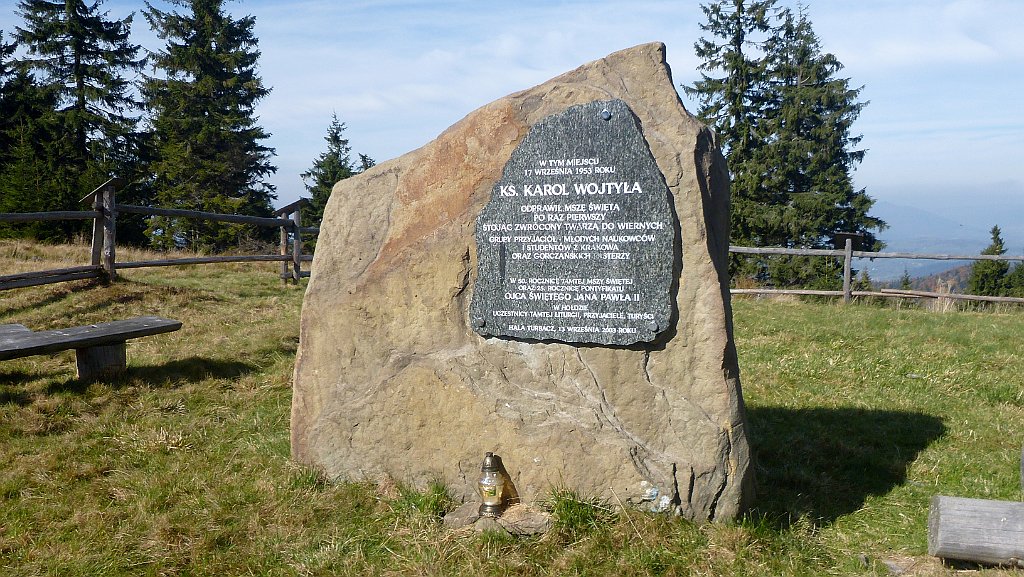 W TYM MIEJSCU
17 WRZEŚNIA 1953 ROKU
KS. KAROL WOJTYŁA
ODPRAWIŁ MSZĘ ŚWIĘTĄ
PO RAZ PIERWSZY
STOJĄC ZWRÓCONY TWARZĄ DO WIERNYCH
GRUPY PRZYJACIÓŁ - MŁODYCH NAUKOWCÓW
I STUDENTÓW Z KRAKOWA
ORAZ GORCZAŃSKICH
W 50. ROCZNICĘ TAMTEJ MSZY ŚWIĘTEJ
ORAZ 25. ROCZNICĘ PONTYFIKATU
OJCA ŚWIĘTEGO JANA PAWŁA II
W HOŁDZIE
UCZESTNICY TAMTEJ LITURGII, PRZYJACIELE, TURYŚCI
HALA TURBACZ, 13 WRZEŚNIA 2003 ROKU